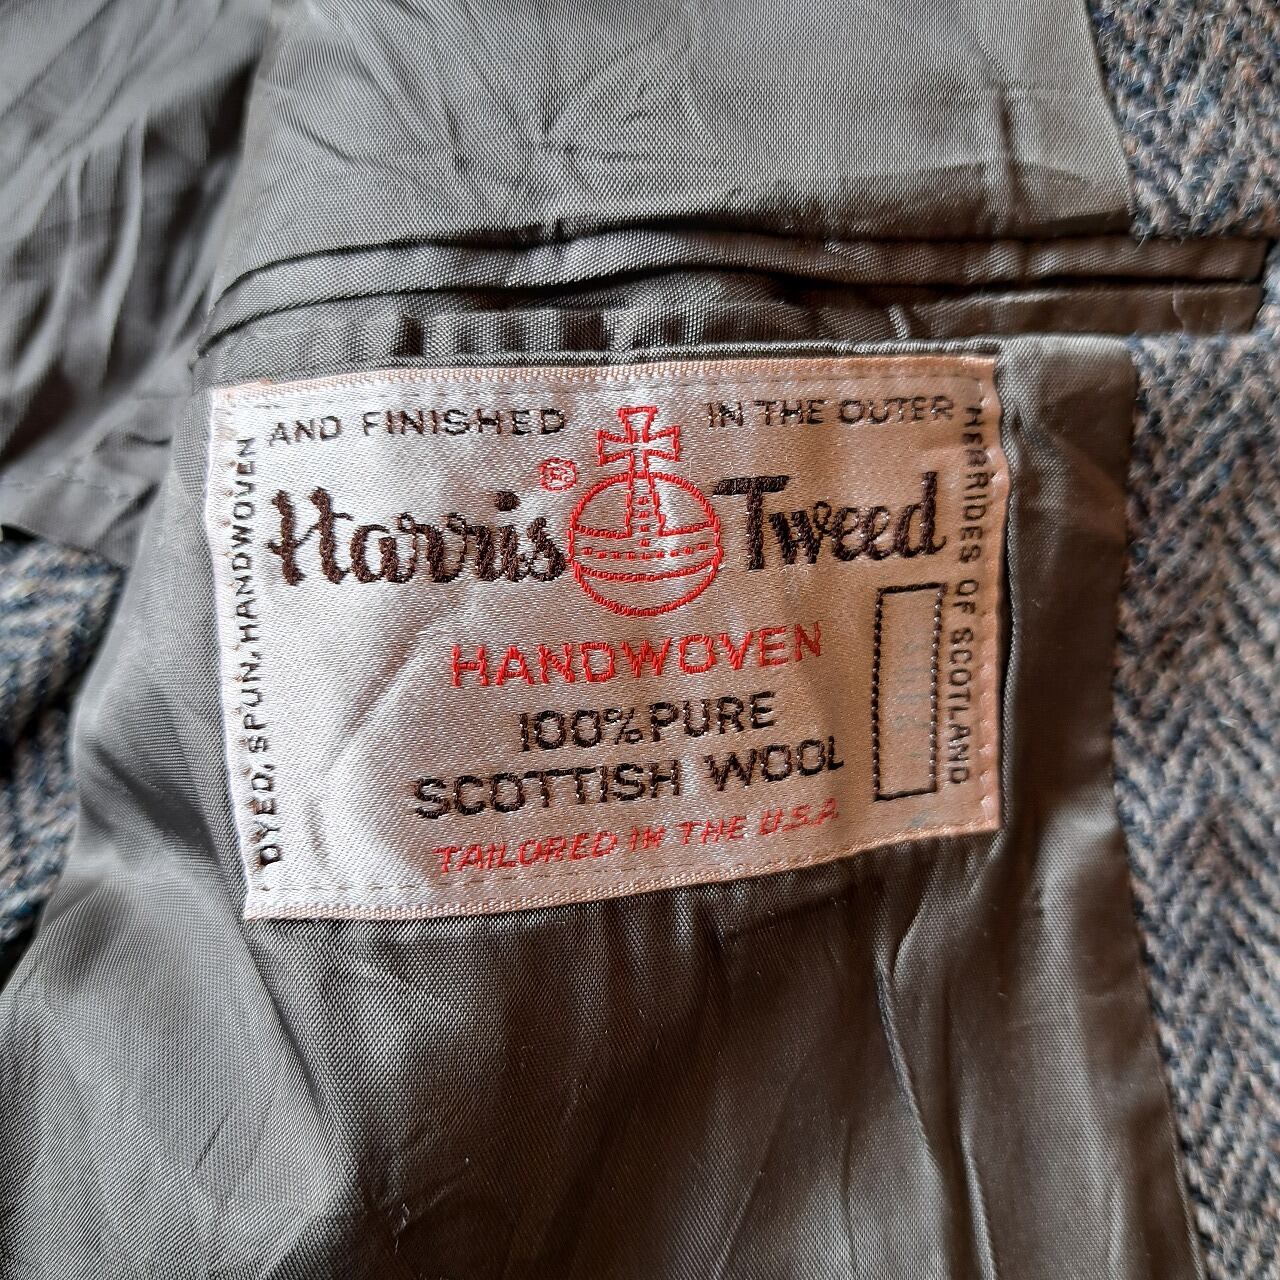 DYED, SPUN, HANDWOVEN
AND FINISHED
IN THE OUTER
HERRIDES OF SCOTLAND
Harris ® Tweed
HANDWOVEN
100% PURE
SCOTTISH WOOL
TAILORED IN THE U.S.A.